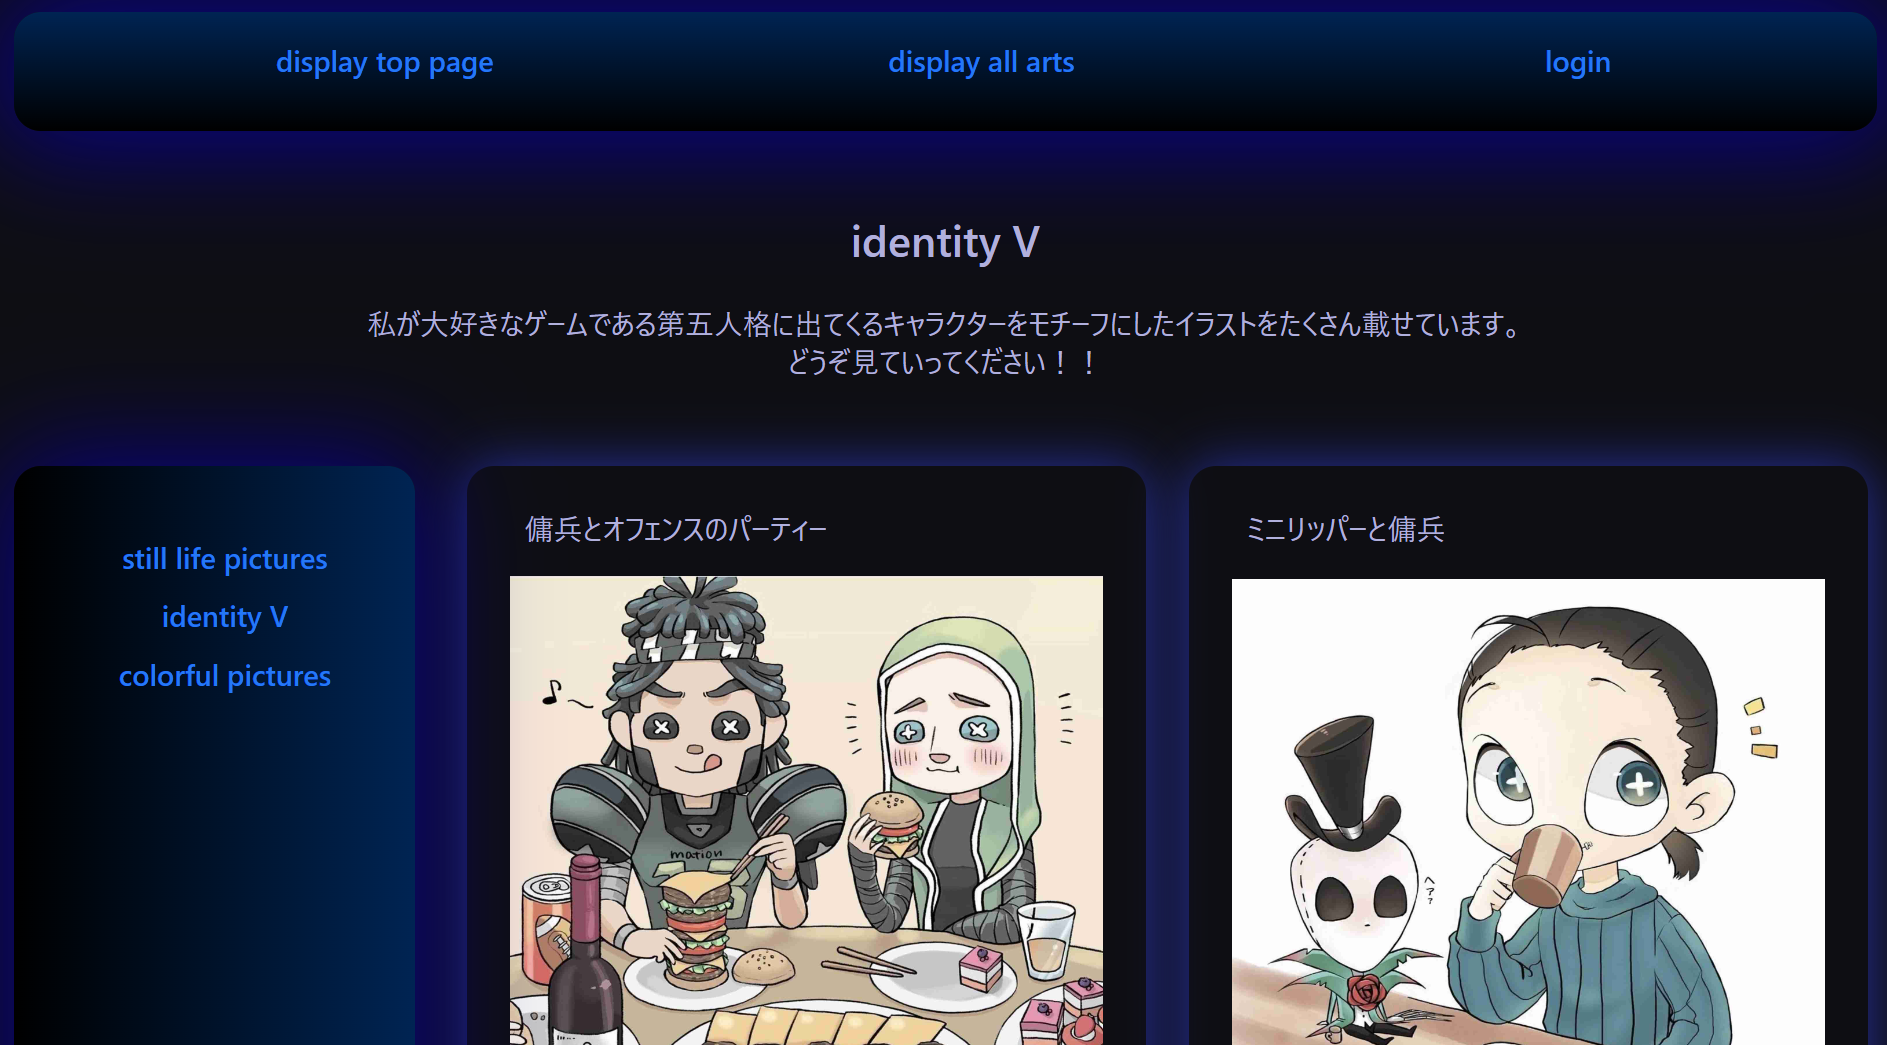 display top page
display all arts
login
identity V
私が大好きなゲームである第五人格に出てくるキャラクターをモチーフにしたイラストをたくさん載せています。
どうぞ見ていってください！！
still life pictures
identity V
colorful pictures
傭兵とオフェンスのパーティー
mation
ミニリッパーと傭兵
へ？？